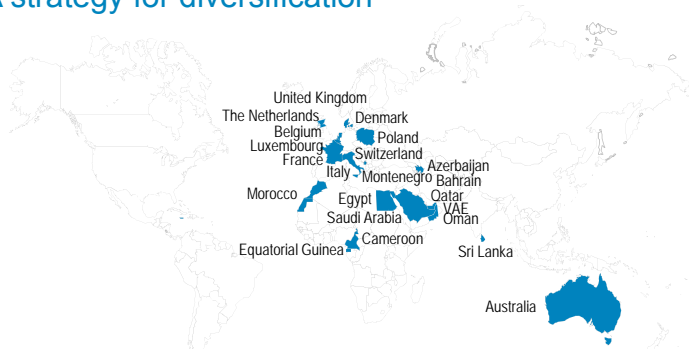 A strategy for diversification
United Kingdom
The Netherlands
Denmark
Belgium
Poland
Luxembourg
Switzerland
France
Azerbaijan
Italy
Montenegro
Bahrain
Morocco
Egypt
Qatar
VAE
Saudi Arabia
Oman
Cameroon
Equatorial Guinea
Sri Lanka
Australia